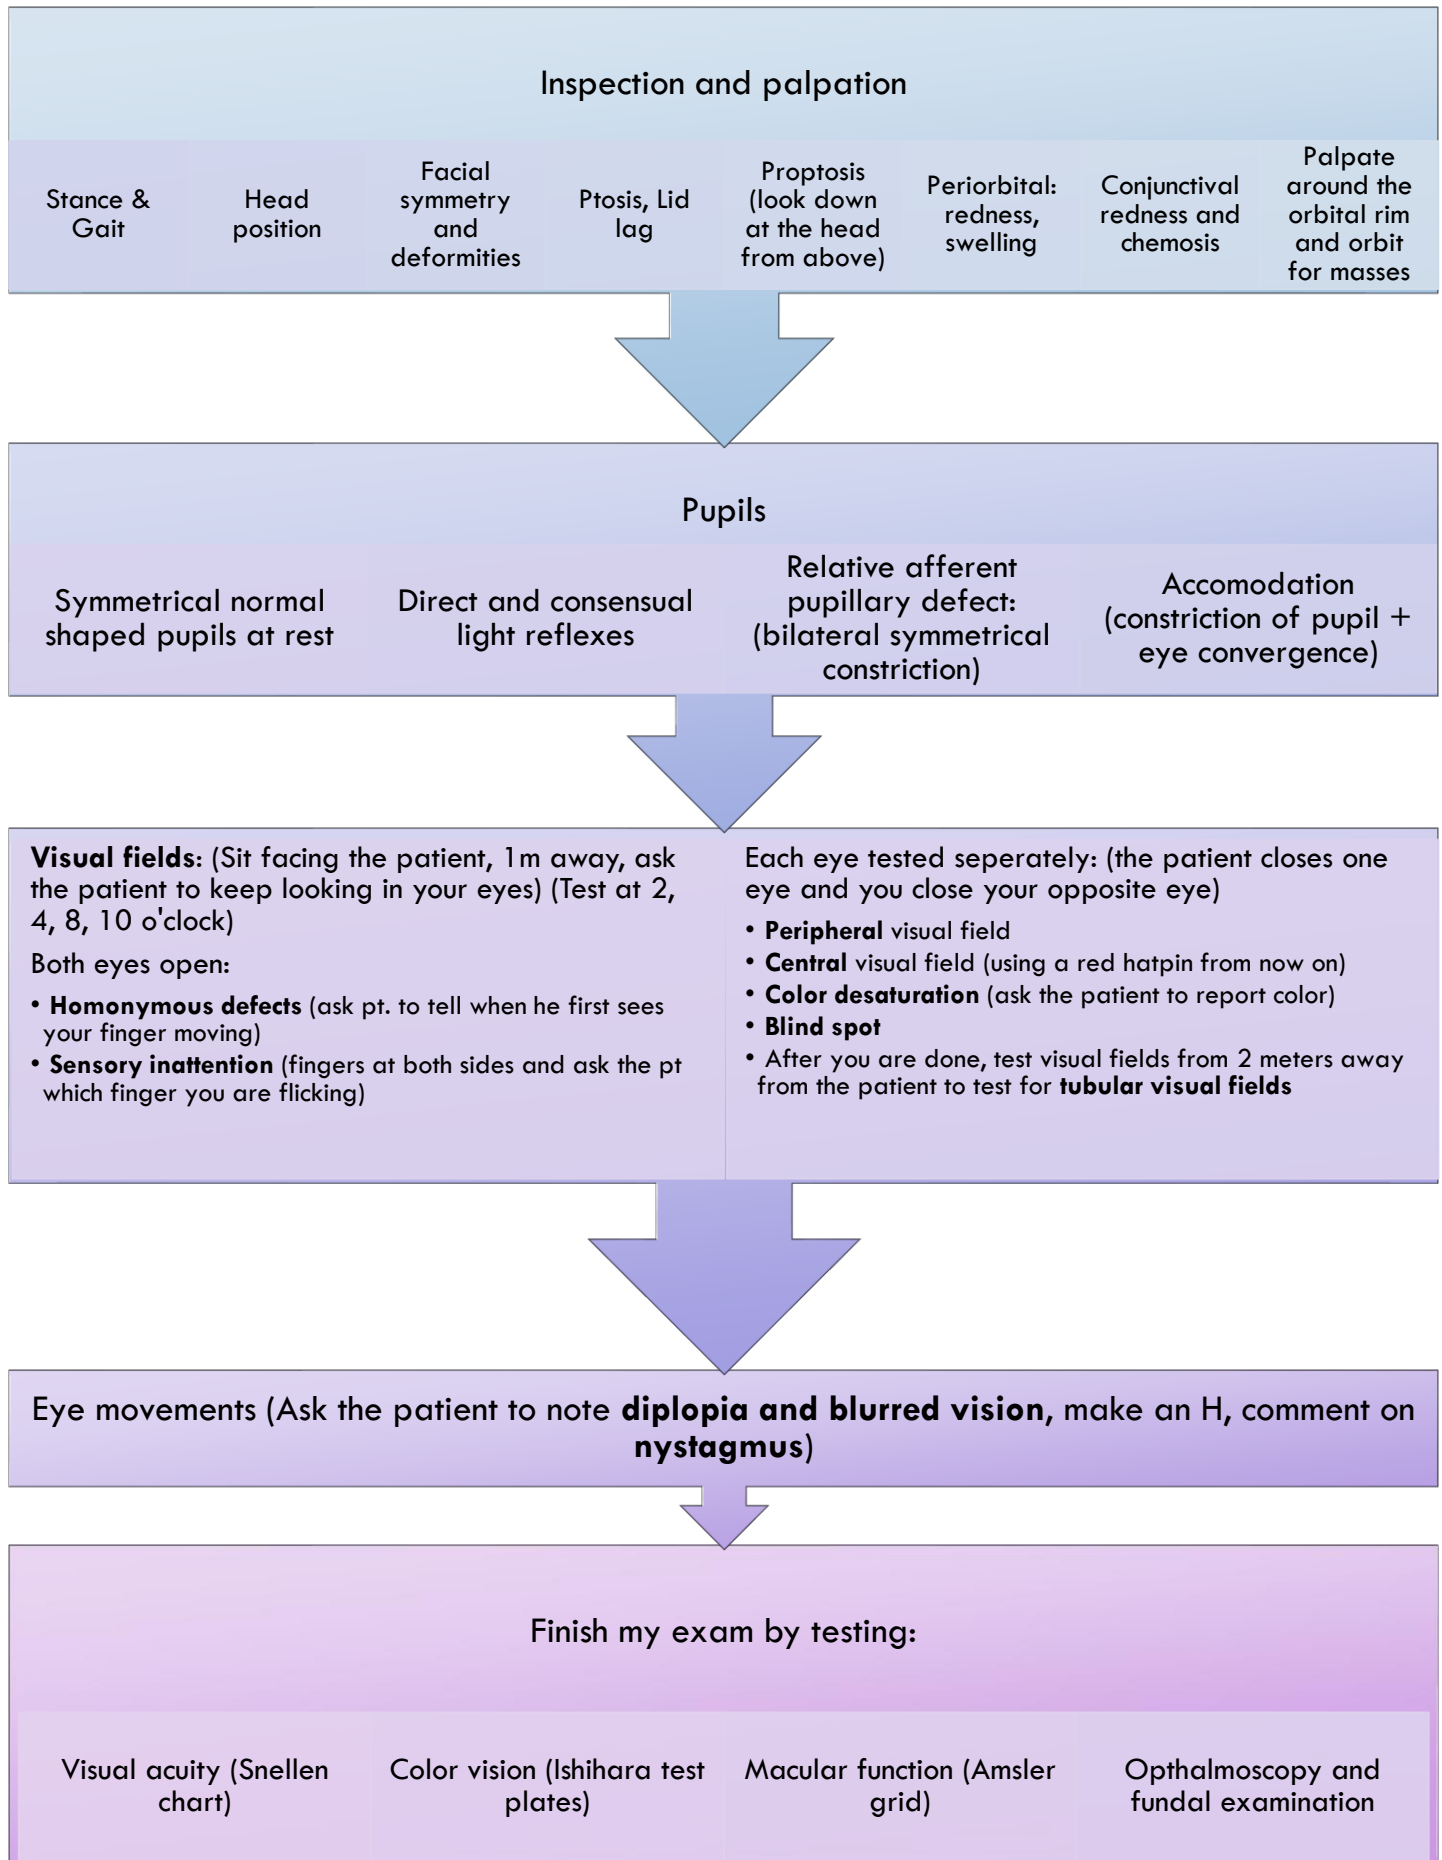 Inspection and palpation
Stance &
Gait
Head
position
Facial
symmetry
and
deformities
Ptosis, Lid
lag
Proptosis
(look down
at the head
from above)
Periorbital:
redness,
swelling
Conjunctival
redness and
chemosis
Palpate
around the
orbital rim
and orbit
for masses
Pupils
Symmetrical normal
shaped pupils at rest
Direct and consensual
light reflexes
Relative afferent
pupillary defect:
(bilateral symmetrical
constriction)
Accomodation
(constriction of pupil +
eye convergence)
Visual fields: (Sit facing the patient, 1m away, ask
the patient to keep looking in your eyes) (Test at 2,
4, 8, 10 o'clock)
Both eyes open:
• Homonymous defects (ask pt. to tell when he first sees
your finger moving)
• Sensory inattention (fingers at both sides and ask the pt
which finger you are flicking)
Each eye tested seperately: (the patient closes one
eye and you close your opposite eye)
• Peripheral visual field
• Central visual field (using a red hatpin from now on)
• Color desaturation (ask the patient to report color)
• Blind spot
• After you are done, test visual fields from 2 meters away
from the patient to test for tubular visual fields
Eye movements (Ask the patient to note diplopia and blurred vision, make an H, comment on
nystagmus)
Finish my exam by testing:
Visual acuity (Snellen
chart)
Color vision (Ishihara test
plates)
Macular function (Amsler
grid)
Opthalmoscopy and
fundal examination